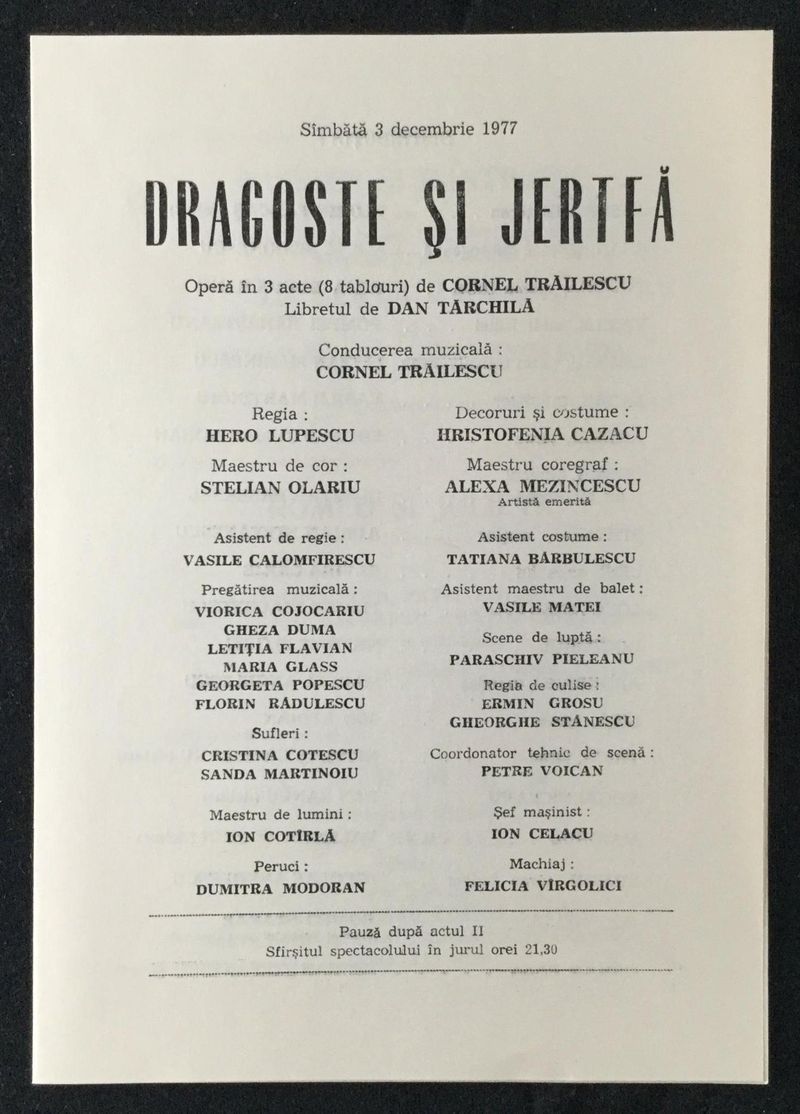 Sîmbătă 3 decembrie 1977
DRAGOSTE ŞI JERTFĂ
Operă în 3 acte (8 tablouri) de CORNEL TRĂILESCU
Libretul de DAN TĂRCHILĂ
Conducerea muzicală :
CORNEL TRĂILESCU
Regia :
HERO LUPESCU
Decoruri şi costume :
HRISTOFENIA CAZACU
Maestru de cor :
STELIAN OLARIU
Maestru coregraf :
ALEXA MEZINCESCU
Artistă emerită
Asistent de regie :
VASILE CALOMFIRESCU
Asistent costume :
TATIANA BĂRBULESCU
Pregătirea muzicală :
VIORICA COJOCARIU
GHEZA DUMA
LETIŢIA FLAVIAN
MARIA GLASS
GEORGETA POPESCU
FLORIN RĂDULESCU
Asistent maestru de balet :
VASILE MATEI
Scene de luptă :
PARASCHIV PIELEANU
Regia de culise :
ERMIN GROSU
GHEORGHE STĂNESCU
Sufleri :
CRISTINA COTESCU
SANDA MARTINOIU
Coordonator tehnic de scenă :
PETRE VOICAN
Maestru de lumini :
ION COTÎRLĂ
Şef maşinist :
ION CELACU
Peruci :
DUMITRA MODORAN
Machiaj :
FELICIA VÎRGOLICI
Pauză după actul II
Sfîrşitul spectacolului în jurul orei 21,30